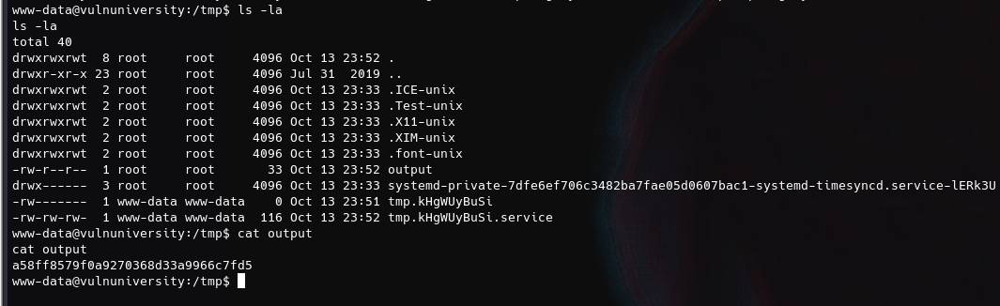 www-data@vulnuniversity:/tmp$ ls -la
ls -la
total 40
drwxrwxrwt  8 root     root     4096 Oct 13 23:52 .
drwxr-xr-x 23 root     root     4096 Jul 31  2019 ..
drwxrwxrwt  2 root     root     4096 Oct 13 23:33 .ICE-unix
drwxrwxrwt  2 root     root     4096 Oct 13 23:33 .Test-unix
drwxrwxrwt  2 root     root     4096 Oct 13 23:33 .X11-unix
drwxrwxrwt  2 root     root     4096 Oct 13 23:33 .XIM-unix
drwxrwxrwt  2 root     root     4096 Oct 13 23:33 .font-unix
-rw-r--r--  1 root     root       33 Oct 13 23:52 output
drwx------  3 root     root     4096 Oct 13 23:33 systemd-private-7dfe6ef706c3482ba7fae05d0607bac1-systemd-timesyncd.service-lERk3U
-rw-------  1 www-data www-data    0 Oct 13 23:51 tmp.kHgWUyBuSi
-rw-rw-rw-  1 www-data www-data  116 Oct 13 23:52 tmp.kHgWUyBuSi.service
www-data@vulnuniversity:/tmp$ cat output
cat output
a58ff8579f0a9270368d33a9966c7fd5
www-data@vulnuniversity:/tmp$